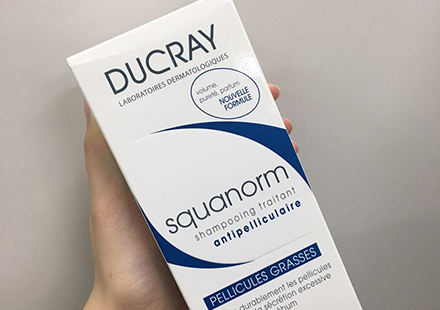 DUCRAY
LABORATOIRES DERMATOLOGIQUES
volume,
pureté, parfum
NOUVELLE
FORMULE
squanorm
shampooing traitant
antipelliculaire
PELLICULES GRASSES
durablement les pellicules
la sécrétion excessive